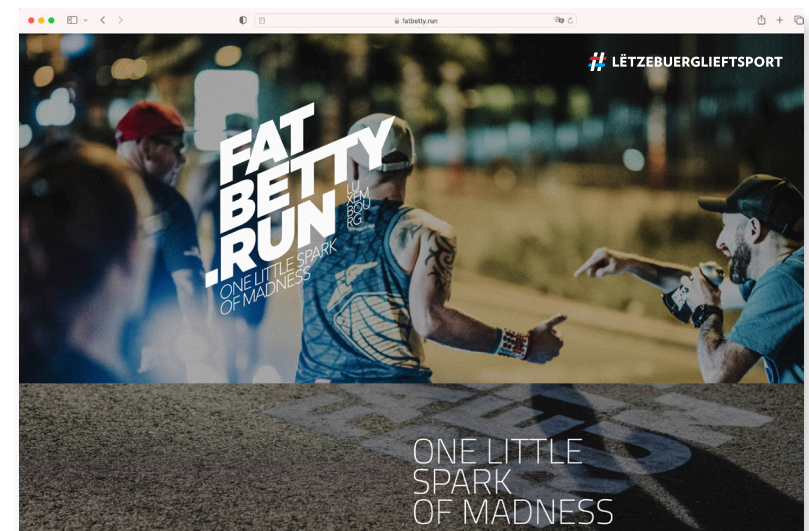 fatbetty.run
# LËTZEBUERGLIEFTSPORT
FAT
BETTY
.RUN
LU
XEM
BOU
RG
ONE LITTLE SPARK
OF MADNESS
ONE LITTLE
SPARK
OF MADNESS